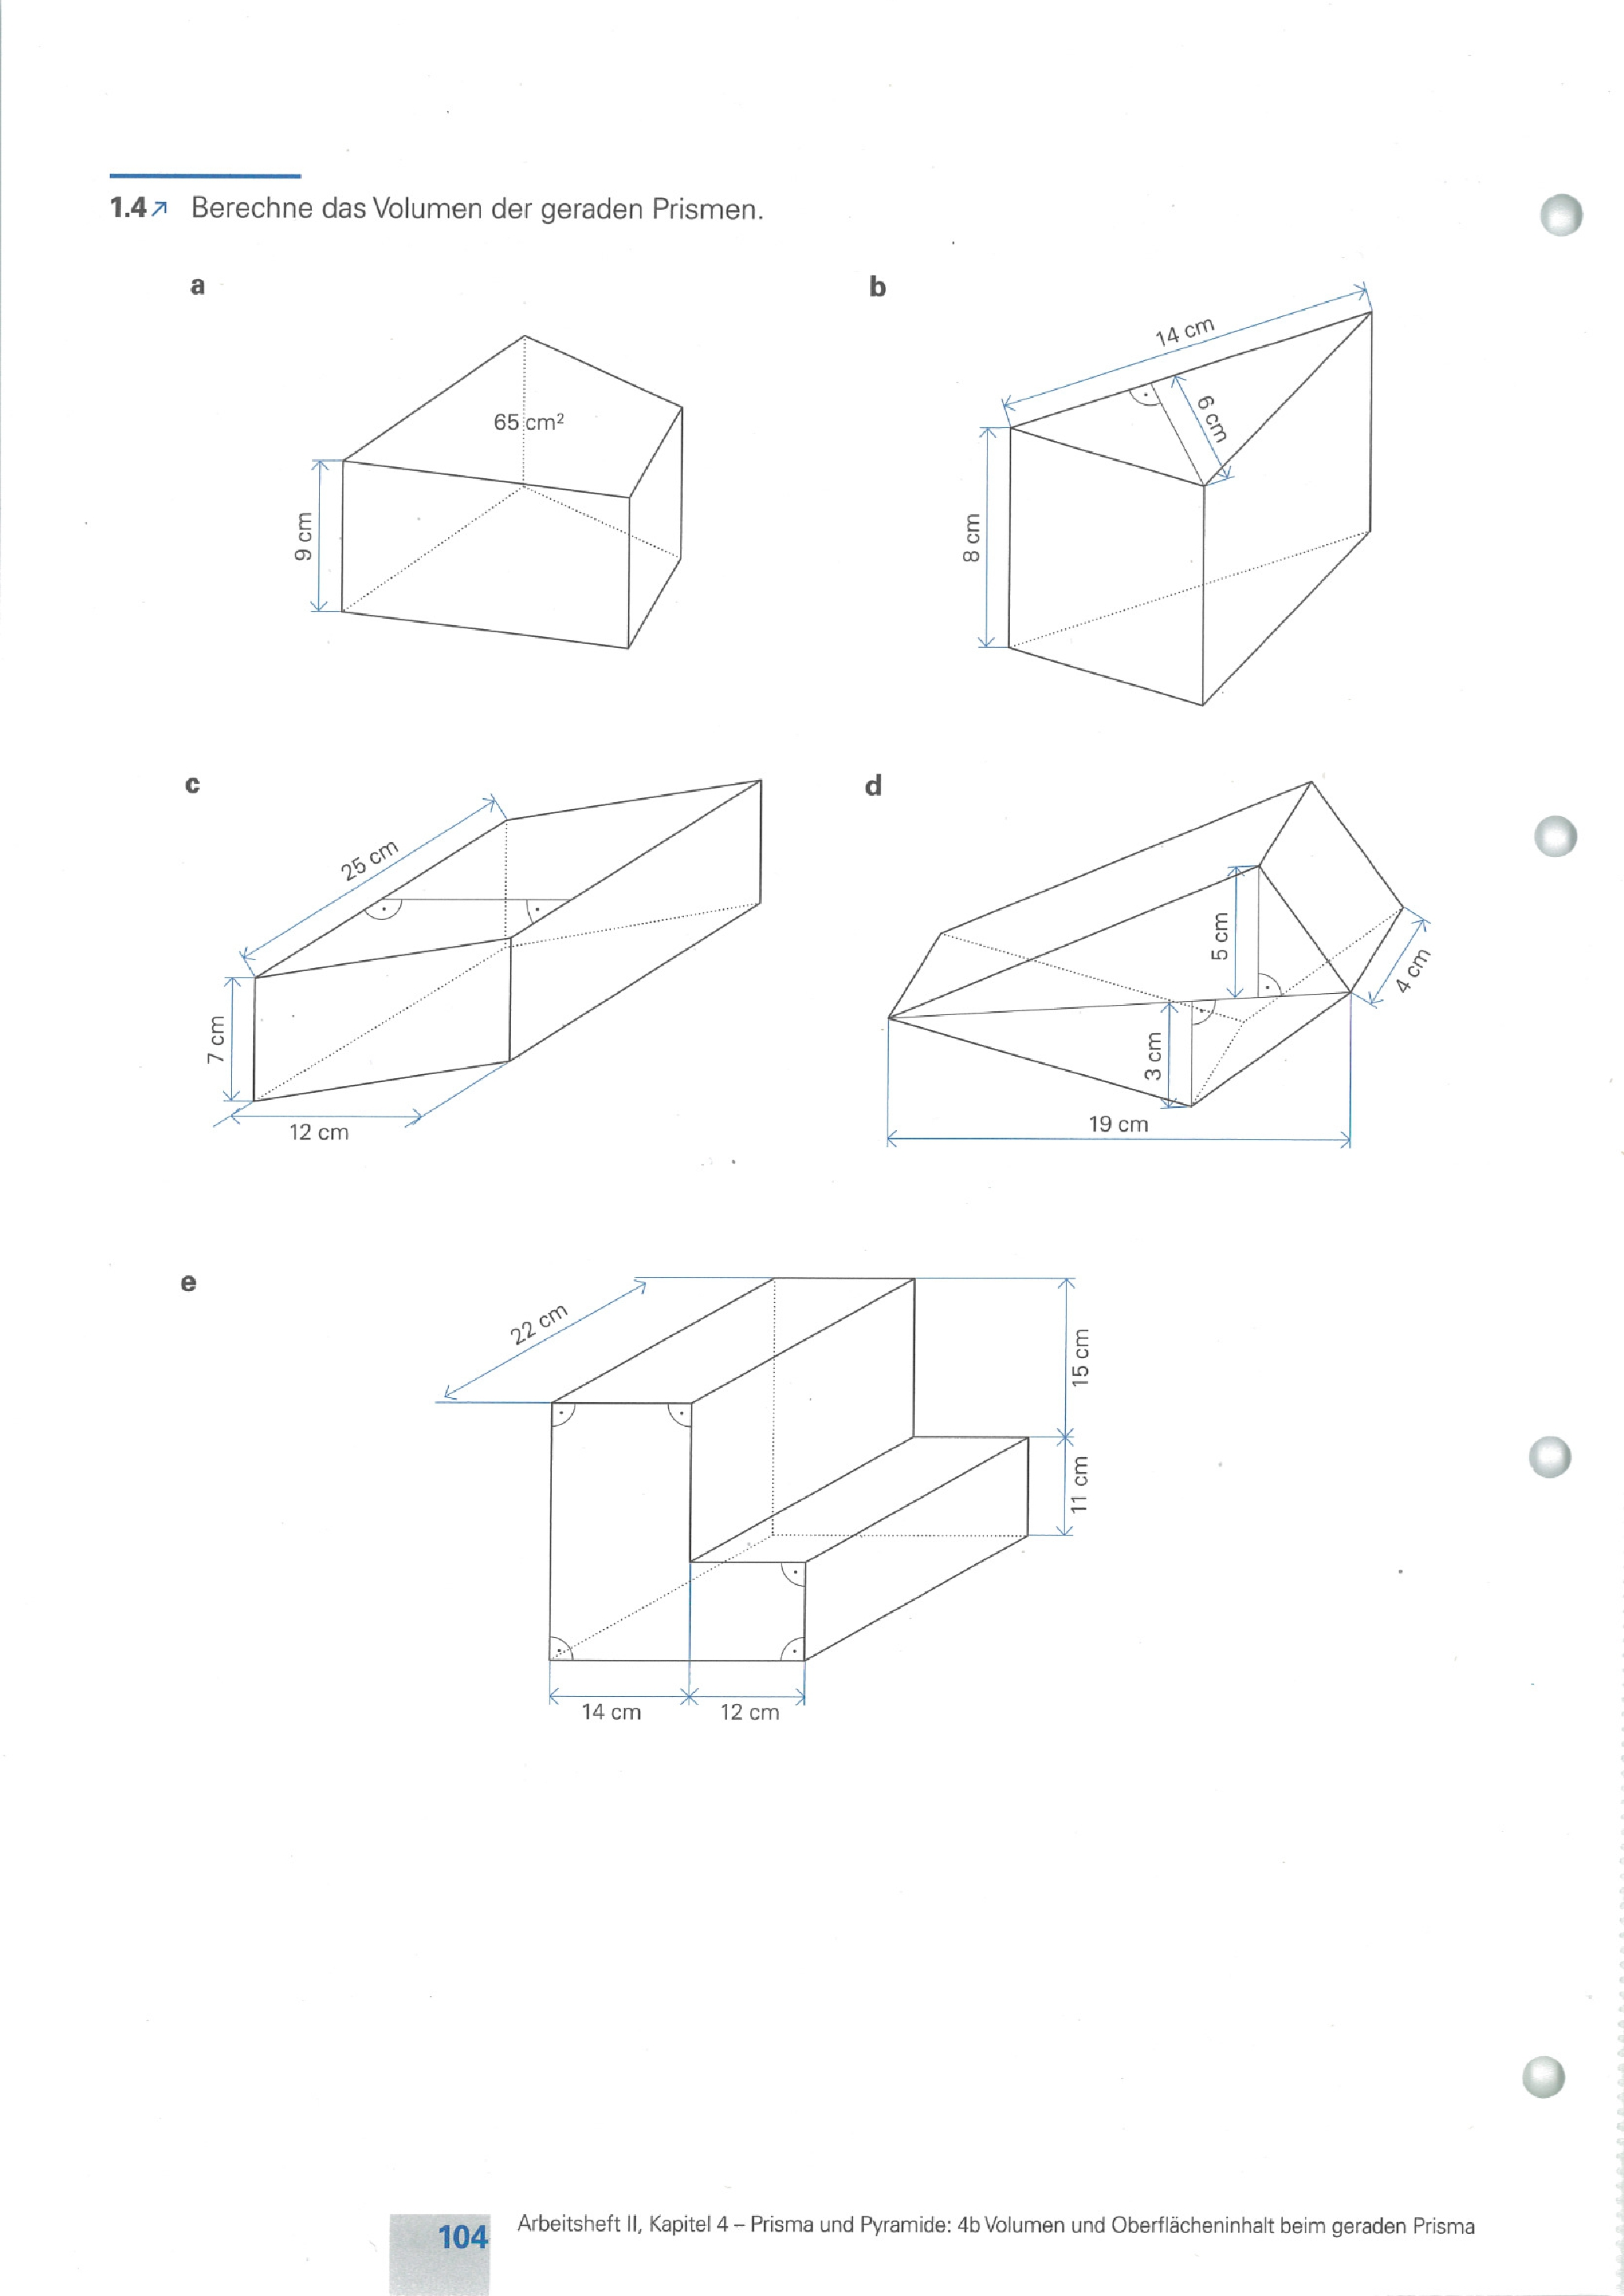 1.4↗ Berechne das Volumen der geraden Prismen.
a
b
65 cm²
9 cm
14 cm
6 cm
8 cm
c
d
25 cm
7 cm
12 cm
5 cm
3 cm
4 cm
19 cm
e
22 cm
15 cm
11 cm
14 cm
12 cm
104
Arbeitsheft II, Kapitel 4 – Prisma und Pyramide: 4b Volumen und Oberflächeninhalt beim geraden Prisma